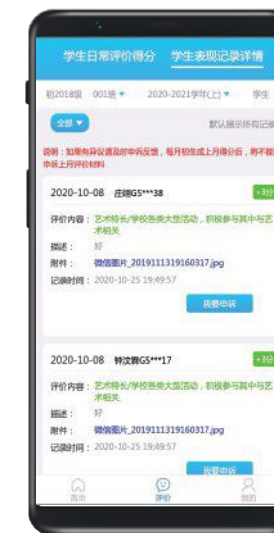 学生日常评价得分 学生表现记录详情
初2018级 001班 2020-2021学年(上) 学生
全部 默认展示所有记录
说明：如果有异议请及时申诉反馈，每月初生成上月得分后，将不能
申诉上月评价材料
2020-10-08 G5***38 +3分
评价内容：艺术特长/学校各类大型活动，积极参与其中与艺
术相关
描述：好
附件：微信图片_2019111319160317.jpg
记录时间：2020-10-25 19:49:57
我要申诉
2020-10-08 G5***17 +3分
评价内容：艺术特长/学校各类大型活动，积极参与其中与艺
术相关
描述：好
附件：微信图片_2019111319160317.jpg
记录时间：2020-10-25 19:49:57
我要申诉
首页 评价 我的